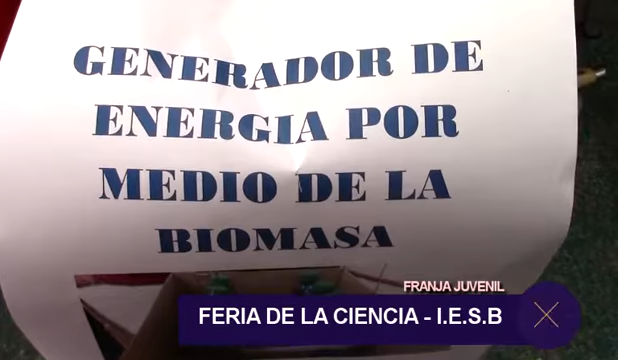 GENERADOR DE
ENERGIA POR
MEDIO DE LA
BIOMASA
FRANJA JUVENIL
FERIA DE LA CIENCIA - I.E.S.B